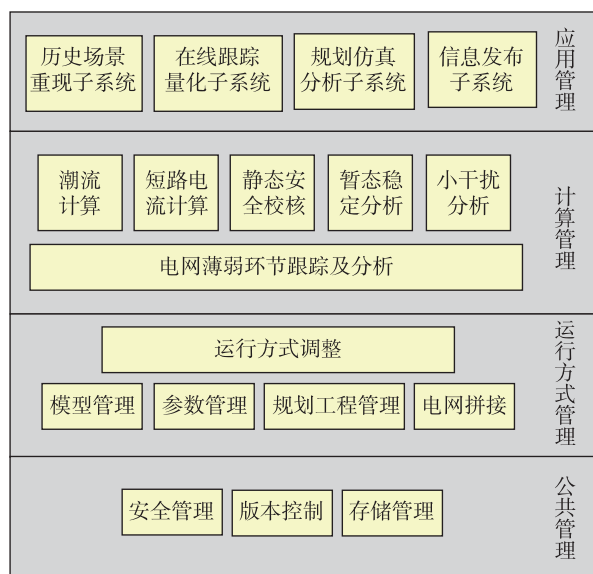 历史场景
重现子系统
在线跟踪
量化子系统
规划仿真
分析子系统
信息发布
子系统
应用管理
潮流
计算
短路电
流计算
静态安
全校核
暂态稳
定分析
小干扰
分析
电网薄弱环节跟踪及分析
计算管理
运行方式调整
模型管理
参数管理
规划工程管理
电网拼接
运行方式管理
安全管理
版本控制
存储管理
公共管理